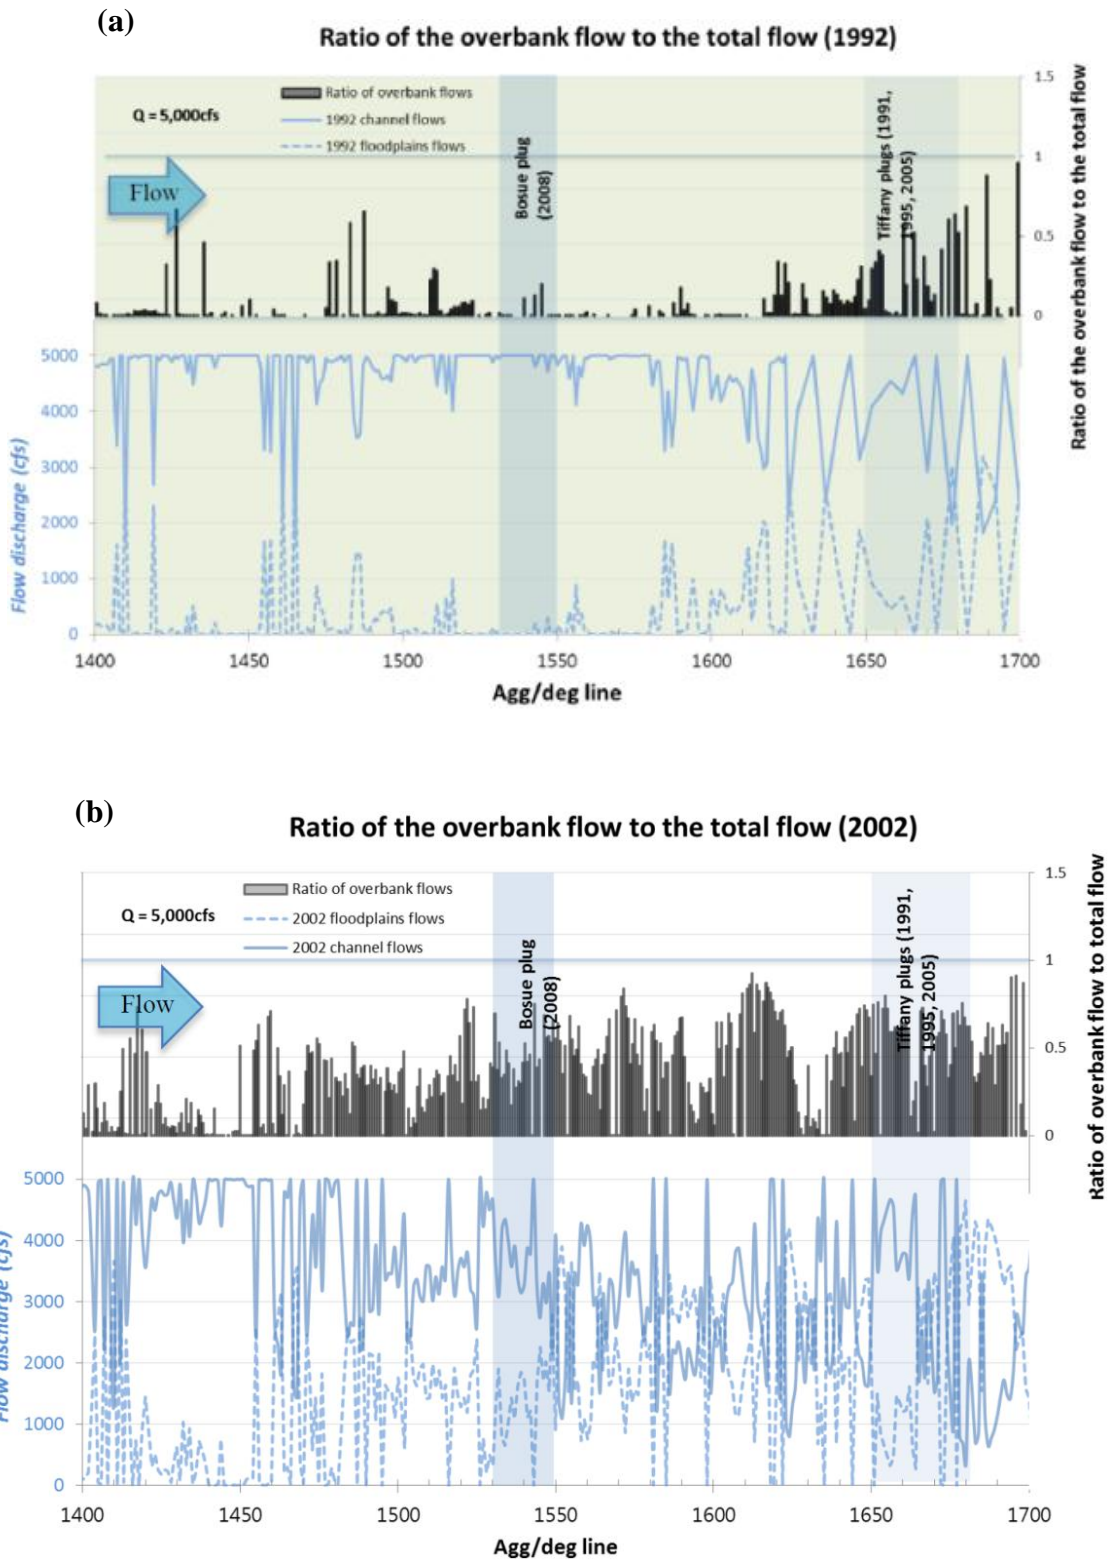 (a)
Ratio of the overbank flow to the total flow (1992)
Ratio of overbank flows
1992 channel flows
1992 floodplains flows
Q = 5,000cfs
Flow
Bosue plug
(2008)
Tiffany plugs (1991,
1995, 2005)
1.5
1
0.5
0
Ratio of the overbank flow to the total flow
5000
4000
3000
2000
1000
0
Flow discharge (cfs)
1400 1450 1500 1550 1600 1650 1700
Agg/deg line
(b)
Ratio of the overbank flow to the total flow (2002)
Ratio of overbank flows
2002 floodplains flows
2002 channel flows
Q = 5,000cfs
Flow
Bosue plug
(2008)
Tiffany plugs (1991,
1995, 2005)
1.5
1
0.5
0
Ratio of overbank flow to total flow
5000
4000
3000
2000
1000
0
Flow discharge (cfs)
1400 1450 1500 1550 1600 1650 1700
Agg/deg line